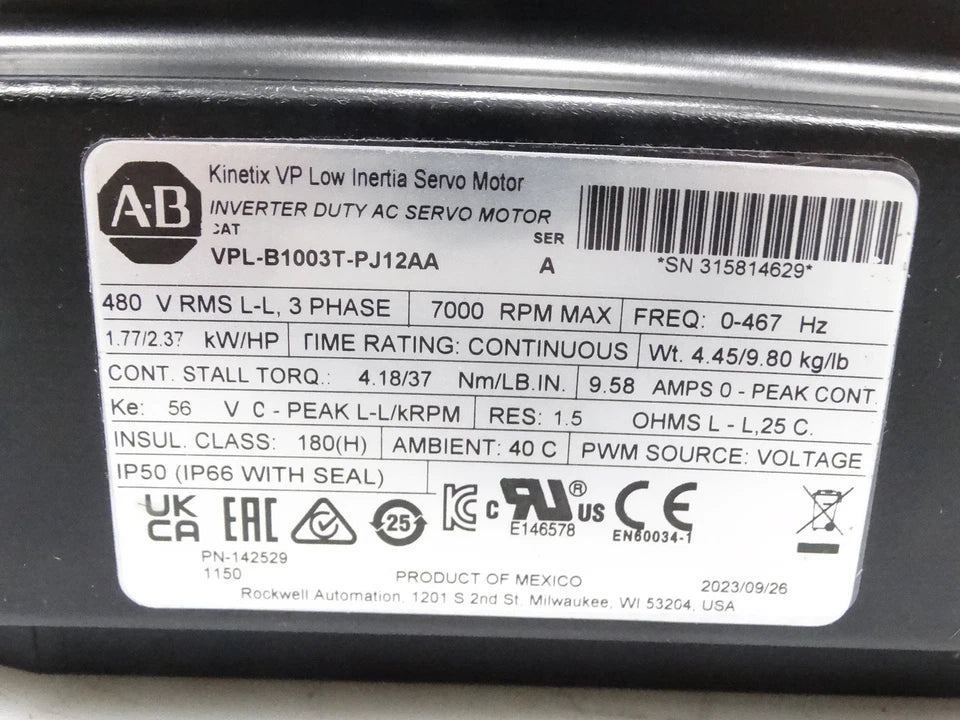 A-B
Kinetix VP Low Inertia Servo Motor
INVERTER DUTY AC SERVO MOTOR
CAT
SER
VPL-B1003T-PJ12AA
A
*SN 315814629*
480 V RMS L-L, 3 PHASE 7000 RPM MAX FREQ: 0-467 Hz
1.77/2.37 kW/HP TIME RATING: CONTINUOUS Wt. 4.45/9.80 kg/lb
CONT. STALL TORQ.: 4.18/37 Nm/LB.IN. 9.58 AMPS 0 - PEAK CONT.
Ke: 56 V 0 - PEAK L-L/kRPM RES: 1.5 OHMS L - L,25 C.
INSUL. CLASS: 180(H) AMBIENT: 40 C PWM SOURCE: VOLTAGE
IP50 (IP66 WITH SEAL)
UK CA EAC 25 KC c RU® US CE
E146578
EN60034-1
PN-142529
1150
PRODUCT OF MEXICO
2023/09/26
Rockwell Automation, 1201 S 2nd St. Milwaukee, WI 53204, USA